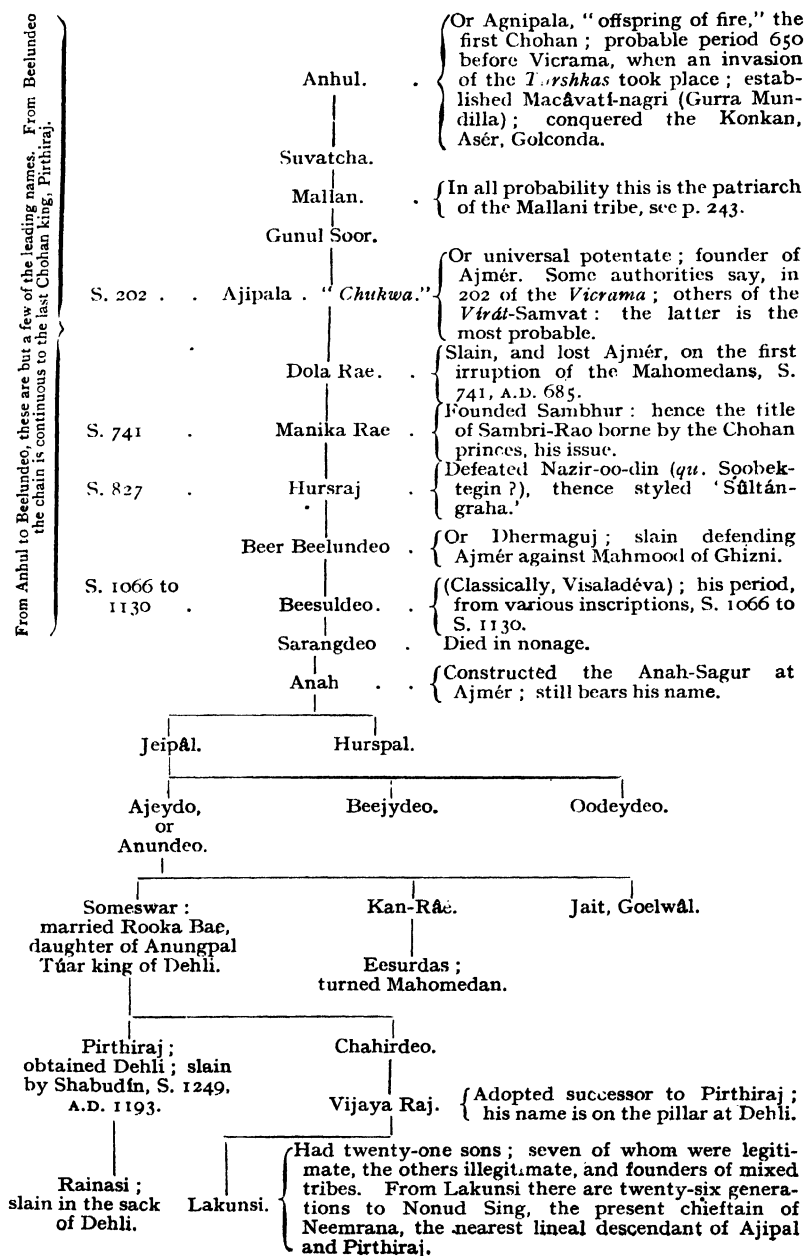 From Anhul to Beelundeo, these are but a few of the leading names. From Beelundeo
the chain is continuous to the last Chohan king, Pirthiraj.
Anhul. .
Or Agnipala, “ offspring of fire,” the
first Chohan ; probable period 650
before Vicrama, when an invasion
of the took place ; estab-
lished Macâvatí-nagri (Gurra Mun-
dilla) ; conquered the Konkan,
Asér, Golconda.
Suvatcha.
Mallan. .
In all probability this is the patriarch
of the Mallani tribe, see p. 243.
Gunul Soor.
S. 202 . . Ajipala . “ Chukwa.”
Or universal potentate ; founder of
Ajmér. Some authorities say, in
202 of the Vicrama ; others of the
Virát-Samvat : the latter is the
most probable.
Dola Rae. .
Slain, and lost Ajmér, on the first
irruption of the Mahomedans, S.
741, A.D. 685.
S. 741 . Manika Rae .
Founded Sambhur : hence the title
of Sambri-Rao borne by the Chohan
princes, his issue.
S. 827 . Hursraj .
Defeated Nazir-oo-din (qu. Soobek-
tegin ?), thence styled ‘ Sûltán-
graha.’
Beer Beelundeo .
Or Dhermaguj ; slain defending
Ajmér against Mahmood of Ghizni.
S. 1066 to
1130 . Beesuldeo. .
(Classically, Visaladéva) ; his period,
from various inscriptions, S. 1066 to
S. 1130.
Sarangdeo . Died in nonage.
Anah . .
Constructed the Anah-Sagur at
Ajmér ; still bears his name.
Jeipâl. Hurspal.
Ajeydo, Beejydeo. Oodeydeo.
or
Anundeo.
Someswar : Kan-Râe. Jait, Goelwâl.
married Rooka Bae,
daughter of Anungpal
Túar king of Dehli.
Eesurdas ;
turned Mahomedan.
Pirthiraj ; Chahirdeo.
obtained Dehli ; slain
by Shabudín, S. 1249,
A.D. 1193.
Vijaya Raj.
Adopted successor to Pirthiraj ;
his name is on the pillar at Dehli.
Rainasi ;
slain in the sack
of Dehli.
Lakunsi.
Had twenty-one sons ; seven of whom were legiti-
mate, the others illegitimate, and founders of mixed
tribes. From Lakunsi there are twenty-six genera-
tions to Nonud Sing, the present chieftain of
Neemrana, the nearest lineal descendant of Ajipal
and Pirthiraj.